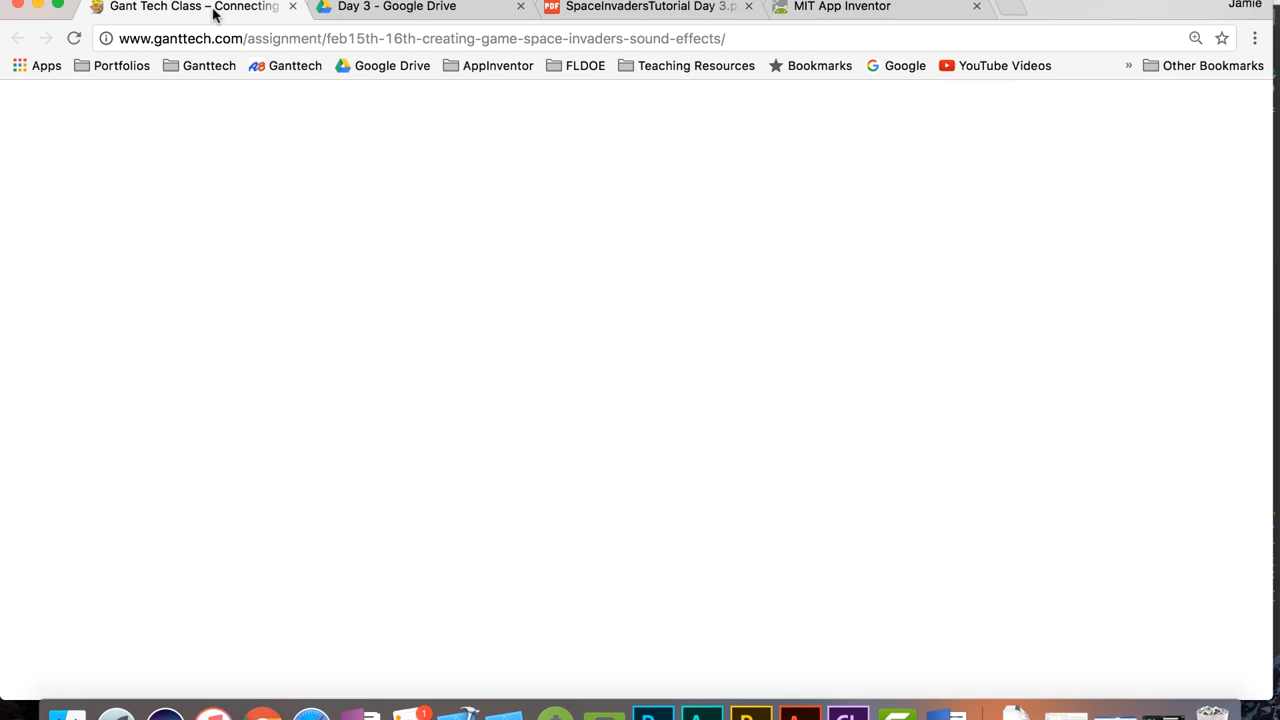 Gant Tech Class – Connecting
Day 3 - Google Drive
PDF
SpaceInvadersTutorial Day 3.p
MIT App Inventor
Jamie
www.ganttech.com/assignment/feb15th-16th-creating-game-space-invaders-sound-effects/
Apps Portfolios Ganttech Ganttech Google Drive AppInventor FLDOE Teaching Resources Bookmarks Google YouTube Videos » Other Bookmarks
1